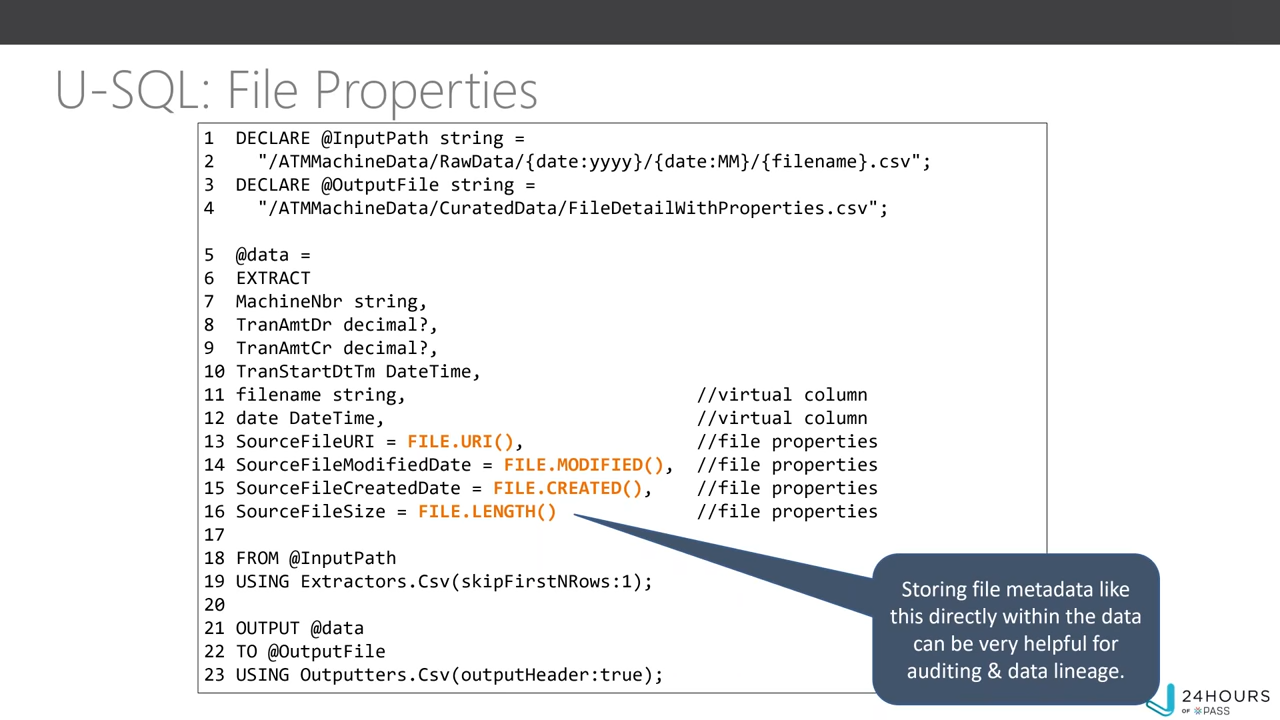 U-SQL: File Properties
1 DECLARE @InputPath string =
2 "/ATMMachineData/RawData/{date:yyyy}/{date:MM}/{filename}.csv";
3 DECLARE @OutputFile string =
4 "/ATMMachineData/CuratedData/FileDetailWithProperties.csv";
5 @data =
6 EXTRACT
7 MachineNbr string,
8 TranAmtDr decimal?,
9 TranAmtCr decimal?,
10 TranStartDtTm DateTime,
11 filename string, //virtual column
12 date DateTime, //virtual column
13 SourceFileURI = FILE.URI(), //file properties
14 SourceFileModifiedDate = FILE.MODIFIED(), //file properties
15 SourceFileCreatedDate = FILE.CREATED(), //file properties
16 SourceFileSize = FILE.LENGTH() //file properties
17
18 FROM @InputPath
19 USING Extractors.Csv(skipFirstNRows:1);
20
21 OUTPUT @data
22 TO @OutputFile
23 USING Outputters.Csv(outputHeader:true);
Storing file metadata like
this directly within the data
can be very helpful for
auditing & data lineage.
24HOURS
OF PASS